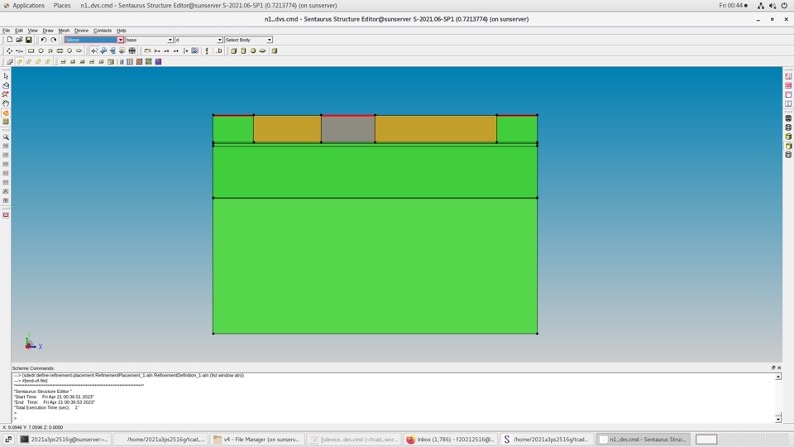 Applications Places n1_dvs.cmd - Sentaurus Structure Editor@sunserver S-2021.06-SP1 (0.7213774) (on sunserver) Fri 00:44
n1_dvs.cmd - Sentaurus Structure Editor@sunserver S-2021.06-SP1 (0.7213774) (on sunserver)
File Edit View Draw Mesh Device Contacts Help
Silicon base Select Body
X
Scheme Commands:
---> (sdedr:define-refinement-placement RefinementPlacement_1-aln RefinementDefinition_1-aln (list window aln))
---> #[end-of-file]
"Sentaurus Structure Editor "
"Start Time: Fri Apr 21 00:36:51 2023"
"End Time: Fri Apr 21 00:36:53 2023"
"Total Execution Time (sec): 1"
>
>
X: 9.0946 Y: 7.0596 Z: 0.0000
2021a3ps2516g@sunserver:~... /home/2021a3ps2516g/tcad_... v4 - File Manager (on sunserv... [sdevice_des.cmd (~/tcad_wor... Inbox (1,786) - f20212516@... /home/2021a3ps2516g/tcad... n1_dvs.cmd - Sentaurus Struc...